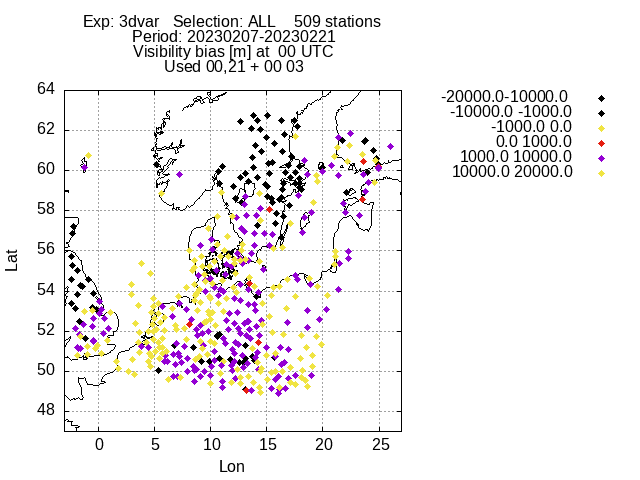 Exp: 3dvar Selection: ALL 509 stations
Period: 20230207-20230221
Visibility bias [m] at 00 UTC
Used 00,21 + 00 03
64
62
60
58
56
54
52
50
48
Lat
0 5 10 15 20 25
Lon
-20000.0-10000.0
-10000.0 -1000.0
-1000.0 0.0
0.0 1000.0
1000.0 10000.0
10000.0 20000.0